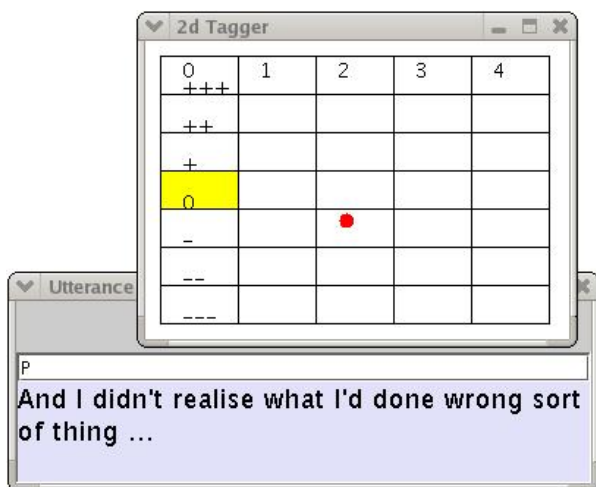 2d Tagger
0 1 2 3 4
+++
++
+
0
-
--
---
Utterance
P
And I didn't realise what I'd done wrong sort
of thing ...